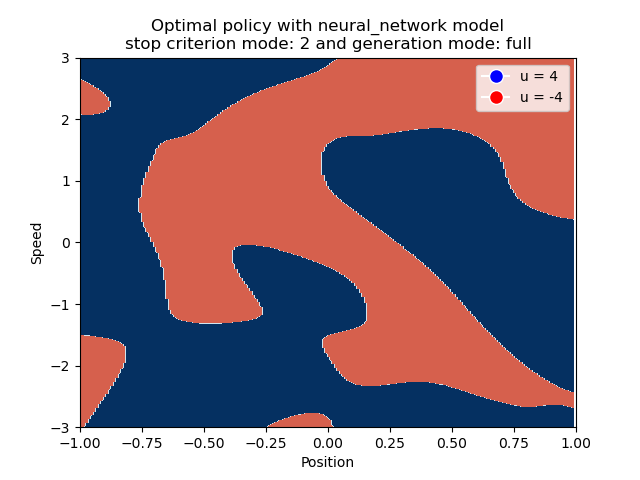 Optimal policy with neural_network model
stop criterion mode: 2 and generation mode: full
u = 4
u = -4
3
2
1
0
−1
−2
−3
Speed
−1.00 −0.75 −0.50 −0.25 0.00 0.25 0.50 0.75 1.00
Position